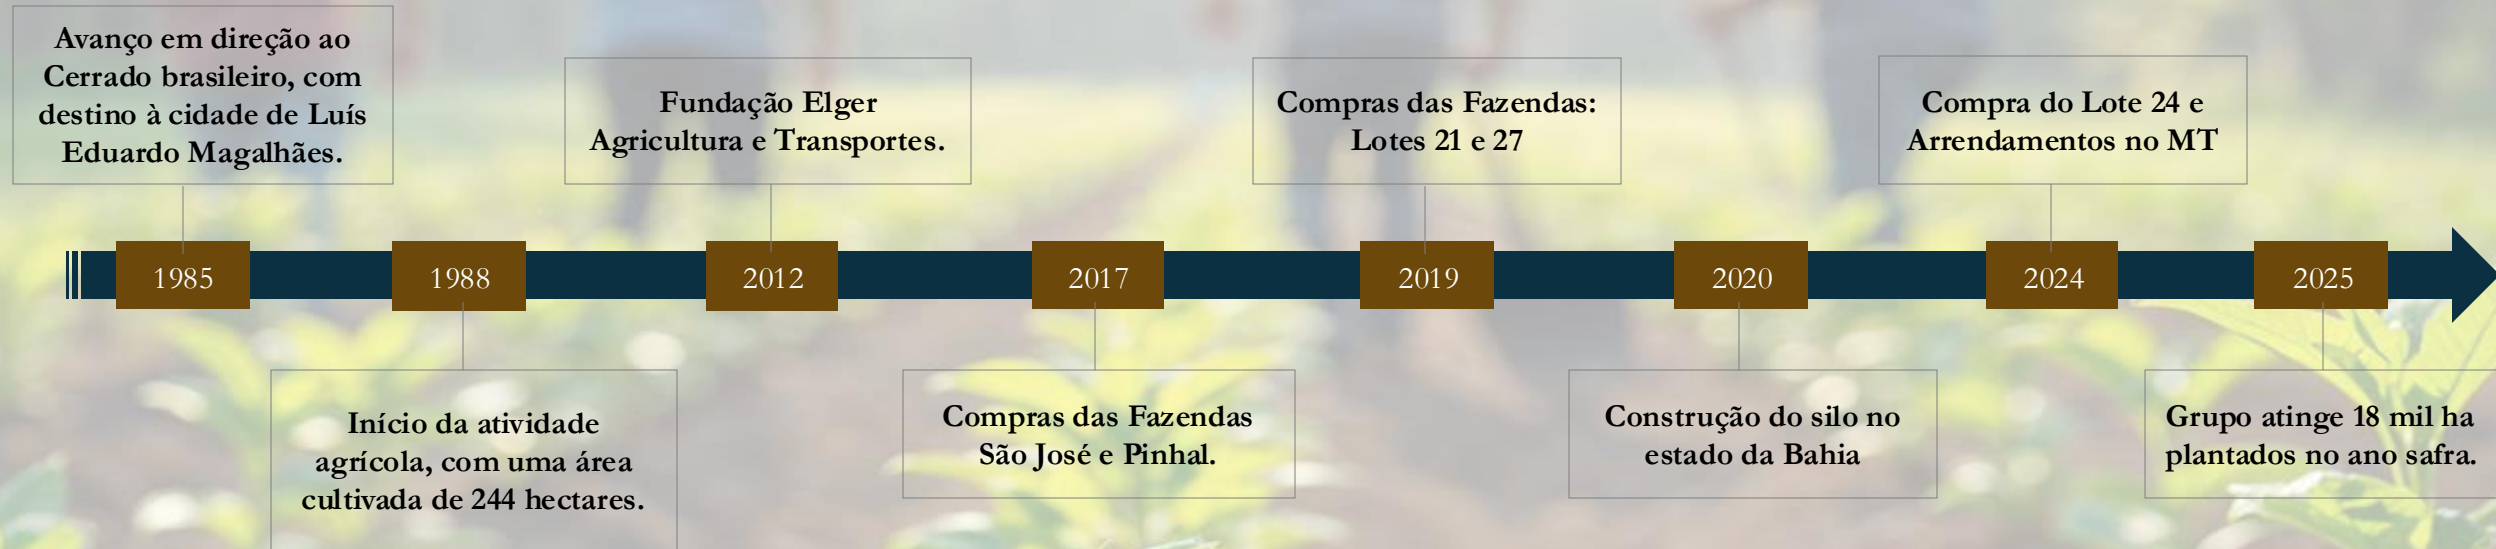 Avanço em direção ao
Cerrado brasileiro, com
destino à cidade de Luís
Eduardo Magalhães.
Fundação Elger
Agricultura e Transportes.
Compras das Fazendas:
Lotes 21 e 27
Compra do Lote 24 e
Arrendamentos no MT
1985
1988
2012
2017
2019
2020
2024
2025
Início da atividade
agrícola, com uma área
cultivada de 244 hectares.
Compras das Fazendas
São José e Pinhal.
Construção do silo no
estado da Bahia
Grupo atinge 18 mil ha
plantados no ano safra.